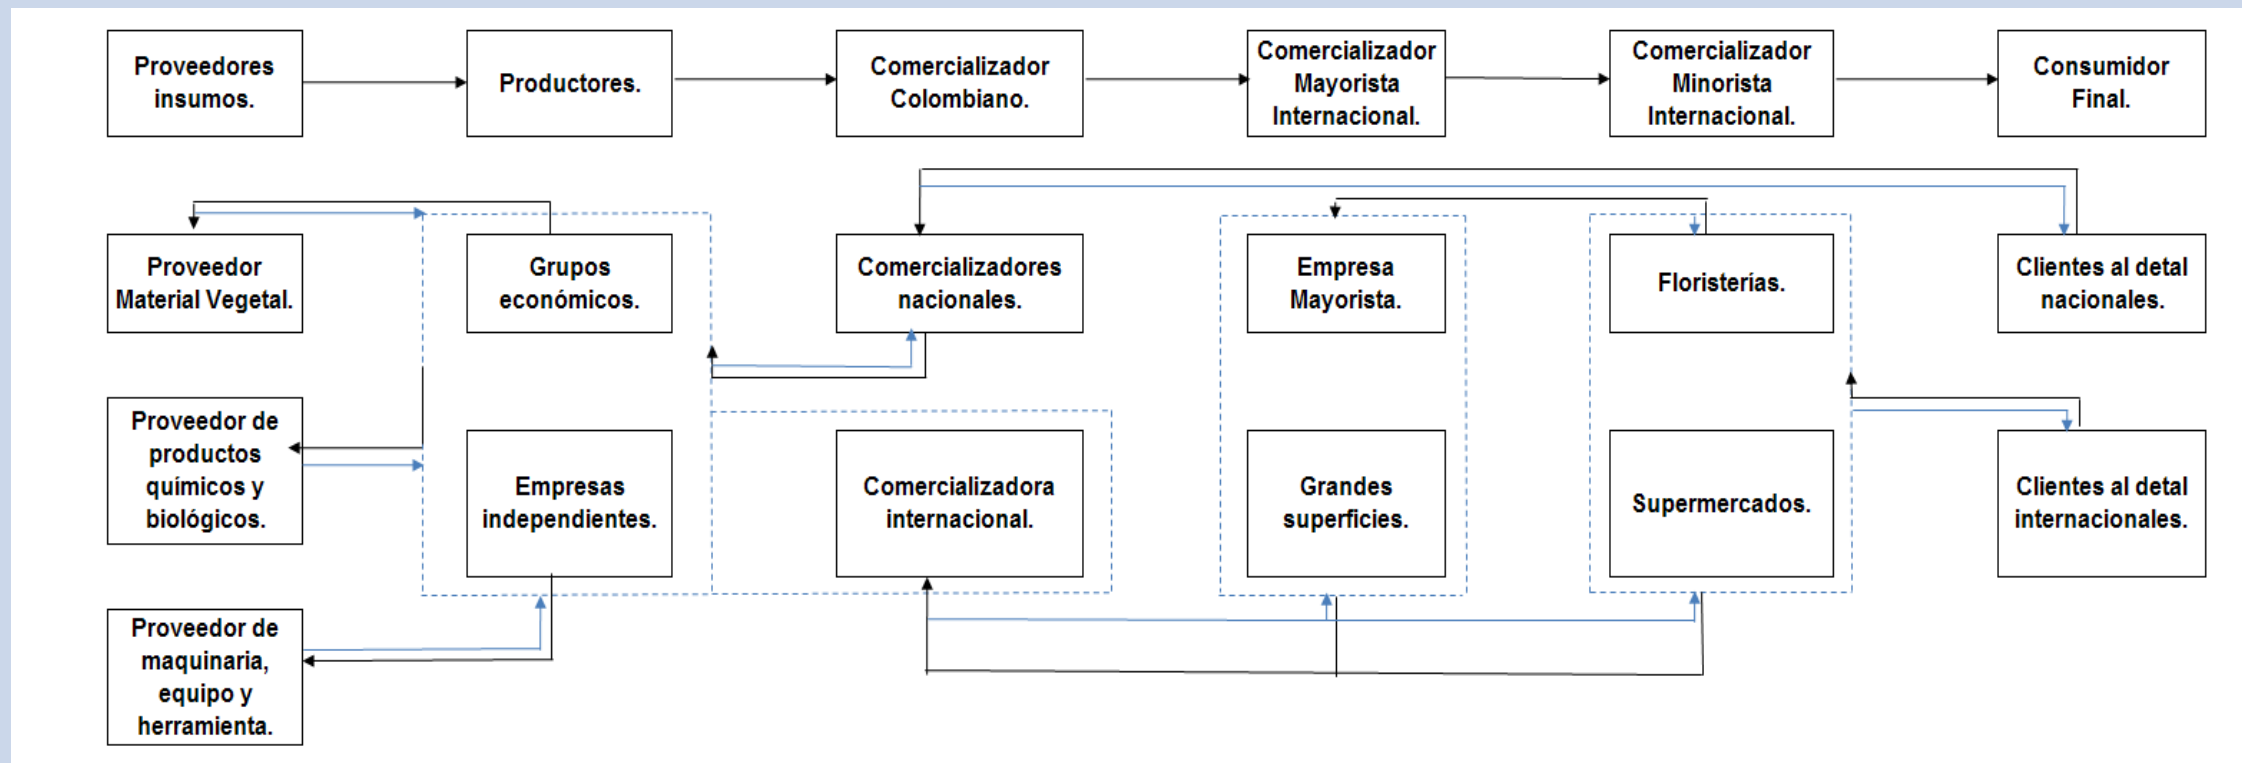 Proveedores
insumos.
Productores.
Comercializador
Colombiano.
Comercializador
Mayorista
Internacional.
Comercializador
Minorista
Internacional.
Consumidor
Final.
Proveedor
Material Vegetal.
Grupos
económicos.
Comercializadores
nacionales.
Empresa
Mayorista.
Floristerías.
Clientes al detal
nacionales.
Proveedor de
productos
químicos y
biológicos.
Empresas
independientes.
Comercializadora
internacional.
Grandes
superficies.
Supermercados.
Clientes al detal
internacionales.
Proveedor de
maquinaria,
equipo y
herramienta.